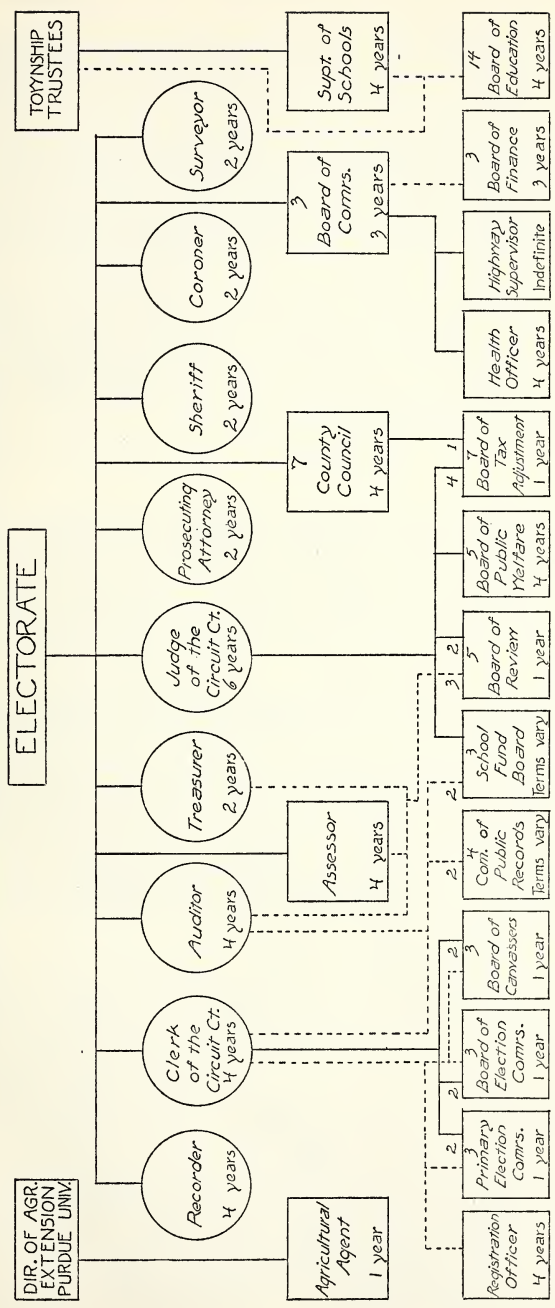 DIR. OF AGR.
EXTENSION
PURDUE UNIV.
ELECTORATE
TOWNSHIP
TRUSTEES
Recorder
4 years
Clerk
of the
Circuit Ct.
4 years
Auditor
4 years
Treasurer
2 years
Judge
of the
Circuit Ct.
6 years
Prosecuting
Attorney
2 years
Sheriff
2 years
Coroner
2 years
Surveyor
2 years
Agricultural
Agent
1 year
Assessor
4 years
7
County
Council
4 years
3
Board of
Comrs.
3 years
Supt. of
Schools
4 years
2
2
2
2
2
3
2
4
1
Registration
Officer
4 years
3
Primary
Election
Comrs.
1 year
3
Board of
Election
Comrs.
1 year
3
Board of
Canvassers
1 year
4
Com. of
Public
Records
Terms vary
3
School
Fund
Board
Terms vary
5
Board of
Review
1 year
5
Board of
Public
Welfare
4 years
7
Board of
Tax
Adjustment
1 year
Health
Officer
4 years
Highway
Supervisor
Indefinite
3
Board of
Finance
3 years
14
Board of
Education
4 years